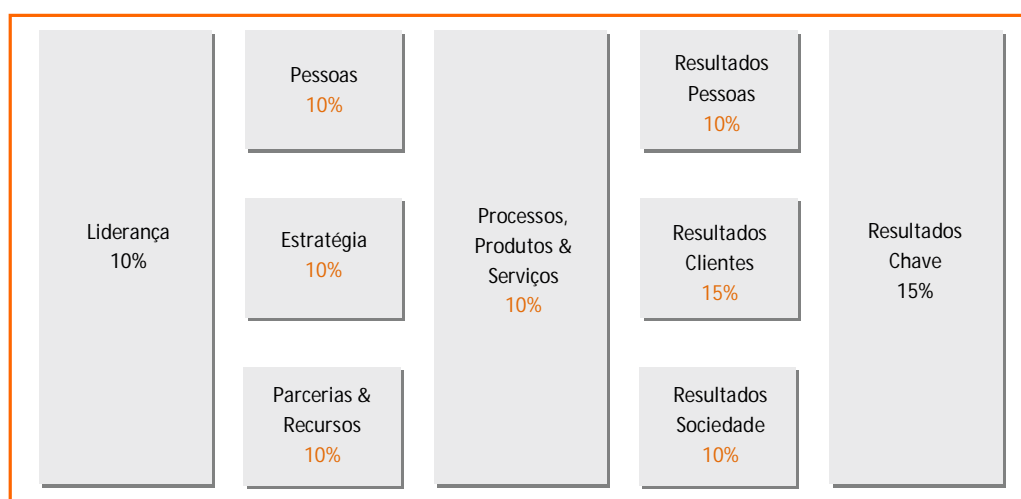 Liderança
10%
Pessoas
10%
Estratégia
10%
Parcerias &
Recursos
10%
Processos,
Produtos &
Serviços
10%
Resultados
Pessoas
10%
Resultados
Clientes
15%
Resultados
Sociedade
10%
Resultados
Chave
15%